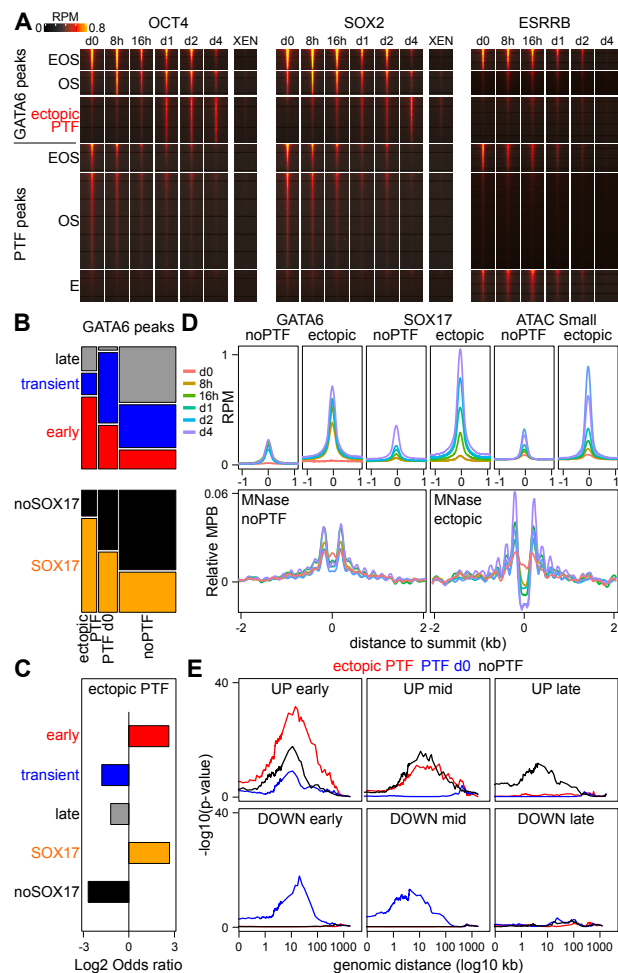 A
RPM
0 0.8
OCT4
SOX2
ESRRB
d0 8h 16h d1 d2 d4 XEN
d0 8h 16h d1 d2 d4 XEN
d0 8h 16h d1 d2 d4
GATA6 peaks
EOS
OS
ectopic
PTF
PTF peaks
EOS
OS
E
B
GATA6 peaks
late
transient
early
noSOX17
SOX17
ectopic
PTF
PTF d0
noPTF
C
ectopic PTF
early
transient
late
SOX17
noSOX17
-3 0 3
Log2 Odds ratio
D
GATA6
SOX17
ATAC Small
noPTF ectopic noPTF ectopic noPTF ectopic
d0
8h
16h
d1
d2
d4
RPM
1
0
-1 0 1 -1 0 1 -1 0 1 -1 0 1 -1 0 1 -1 0 1
MNase
noPTF
MNase
ectopic
Relative MPB
0.06
0
-2 0 2 -2 0 2
distance to summit (kb)
E
ectopic PTF PTF d0 noPTF
UP early
UP mid
UP late
DOWN early
DOWN mid
DOWN late
-log10(p-value)
40
0
40
0
0 1 10 100 1000 0 1 10 100 1000 0 1 10 100 1000
genomic distance (log10 kb)